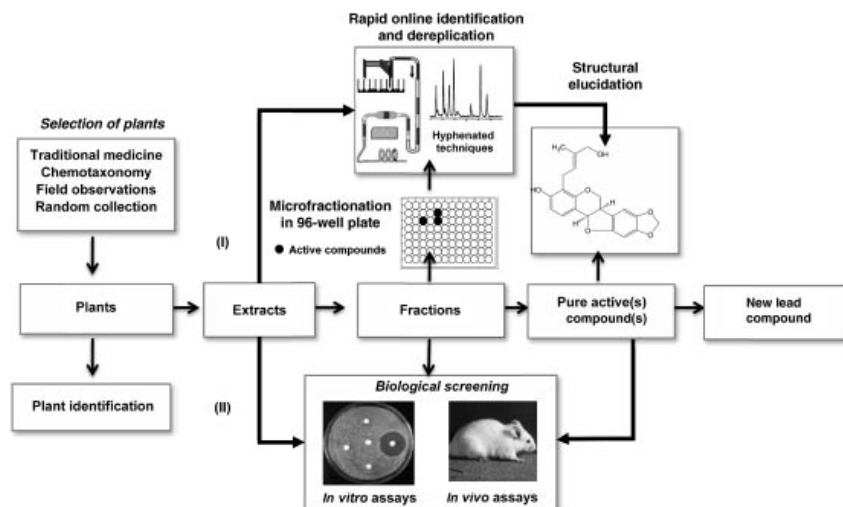 Rapid online identification
and dereplication
Structural
elucidation
Selection of plants
Traditional medicine
Chemotaxonomy
Field observations
Random collection
Hyphenated
techniques
H₃C
OH
HO
O
H
H
O
O
O
Microfractionation
in 96-well plate
Active compounds
(I)
Plants
Extracts
Fractions
Pure active(s)
compound(s)
New lead
compound
Plant identification
(II)
Biological screening
In vitro assays
In vivo assays